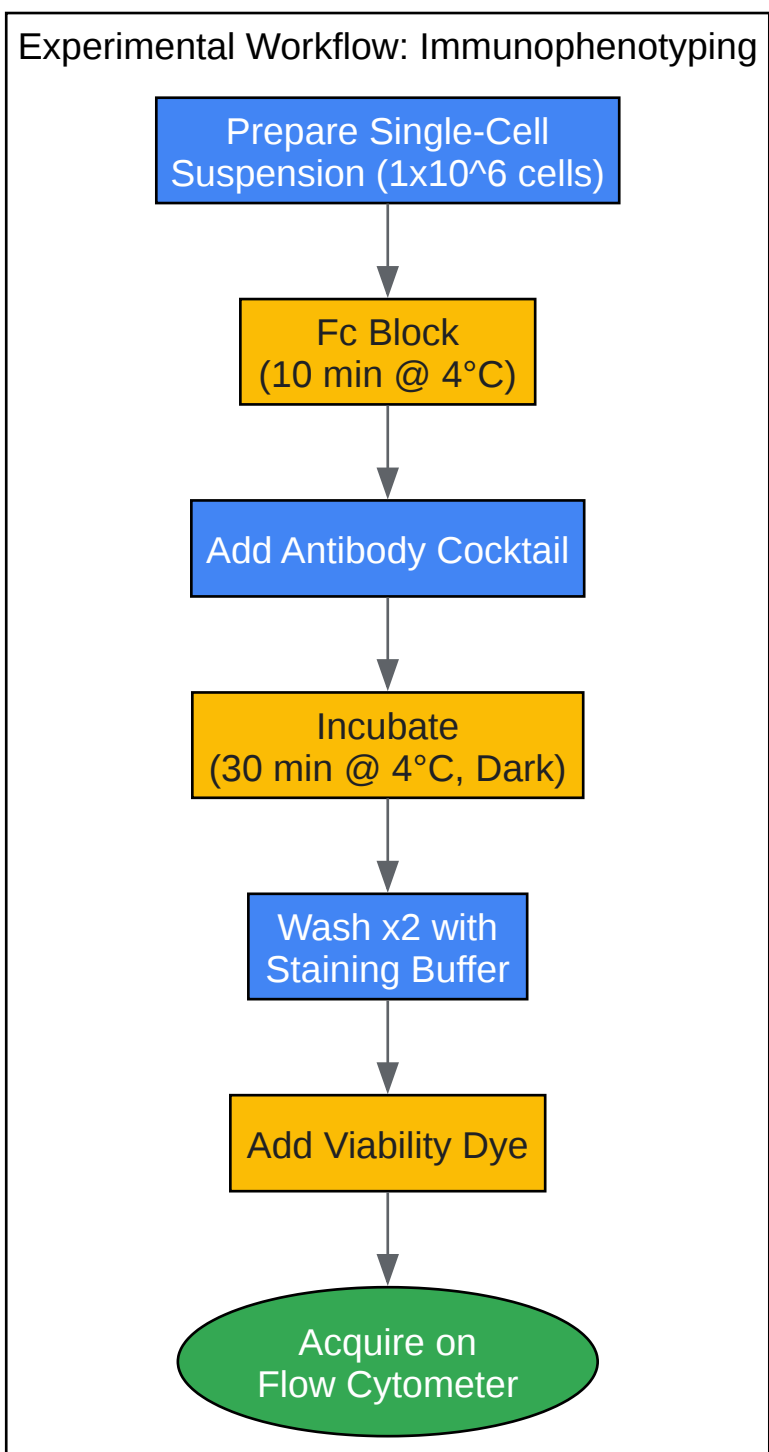 Experimental Workflow: Immunophenotyping
Prepare Single-Cell
Suspension (1x10^6 cells)
Fc Block
(10 min @ 4°C)
Add Antibody Cocktail
Incubate
(30 min @ 4°C, Dark)
Wash x2 with
Staining Buffer
Add Viability Dye
Acquire on
Flow Cytometer